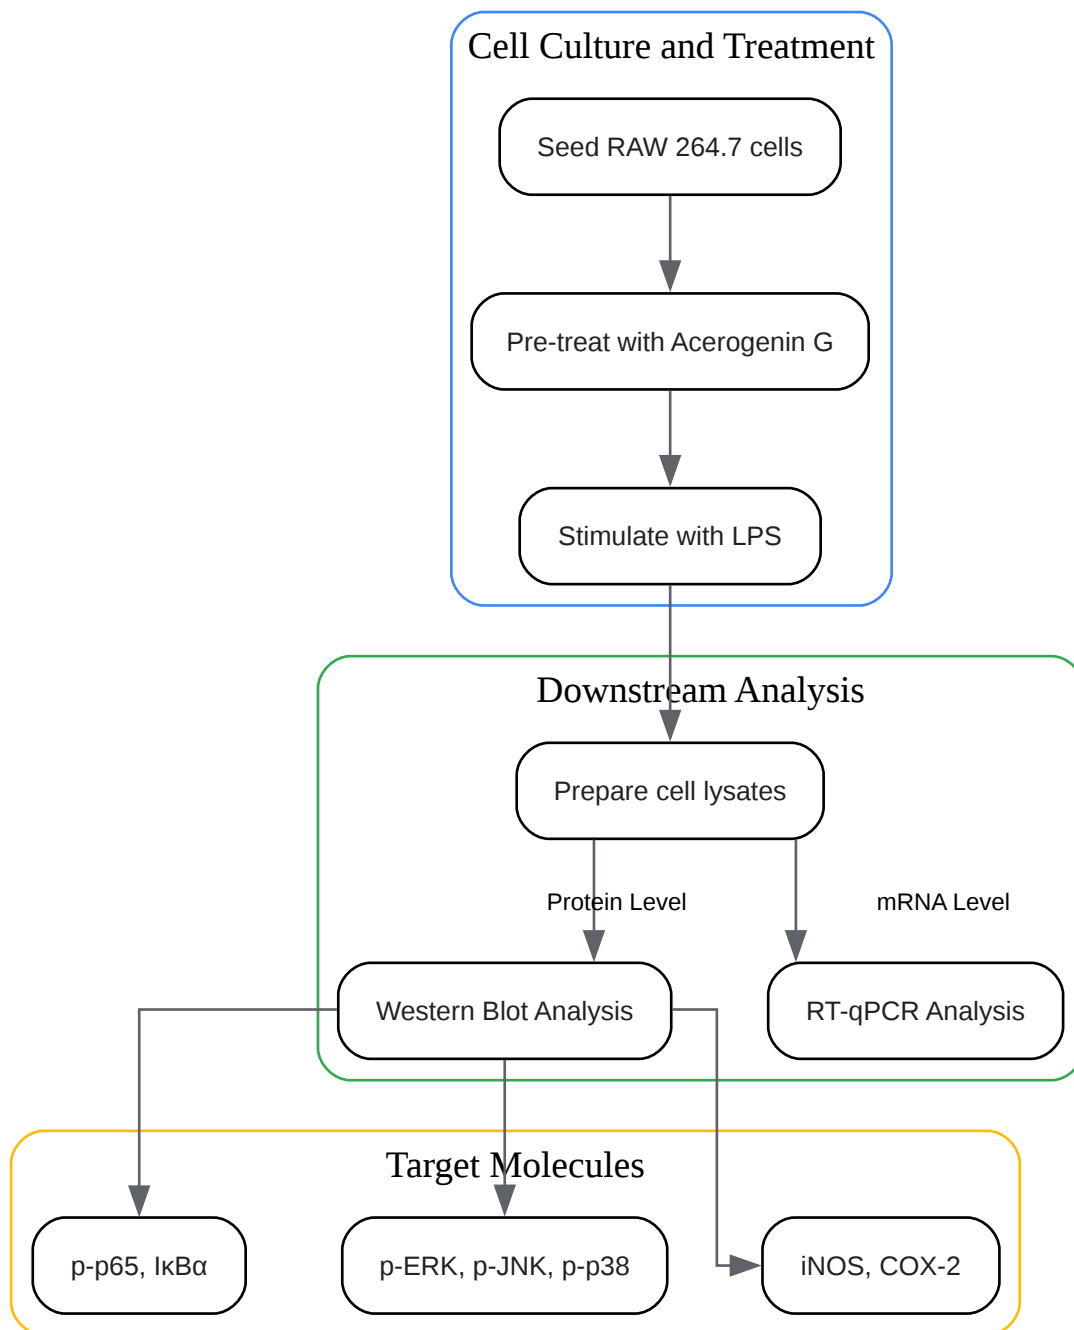 Cell Culture and Treatment
Seed RAW 264.7 cells
Pre-treat with Acerogenin G
Stimulate with LPS
Downstream Analysis
Prepare cell lysates
Protein Level
mRNA Level
Western Blot Analysis
RT-qPCR Analysis
Target Molecules
p-p65, IκBα
p-ERK, p-JNK, p-p38
iNOS, COX-2